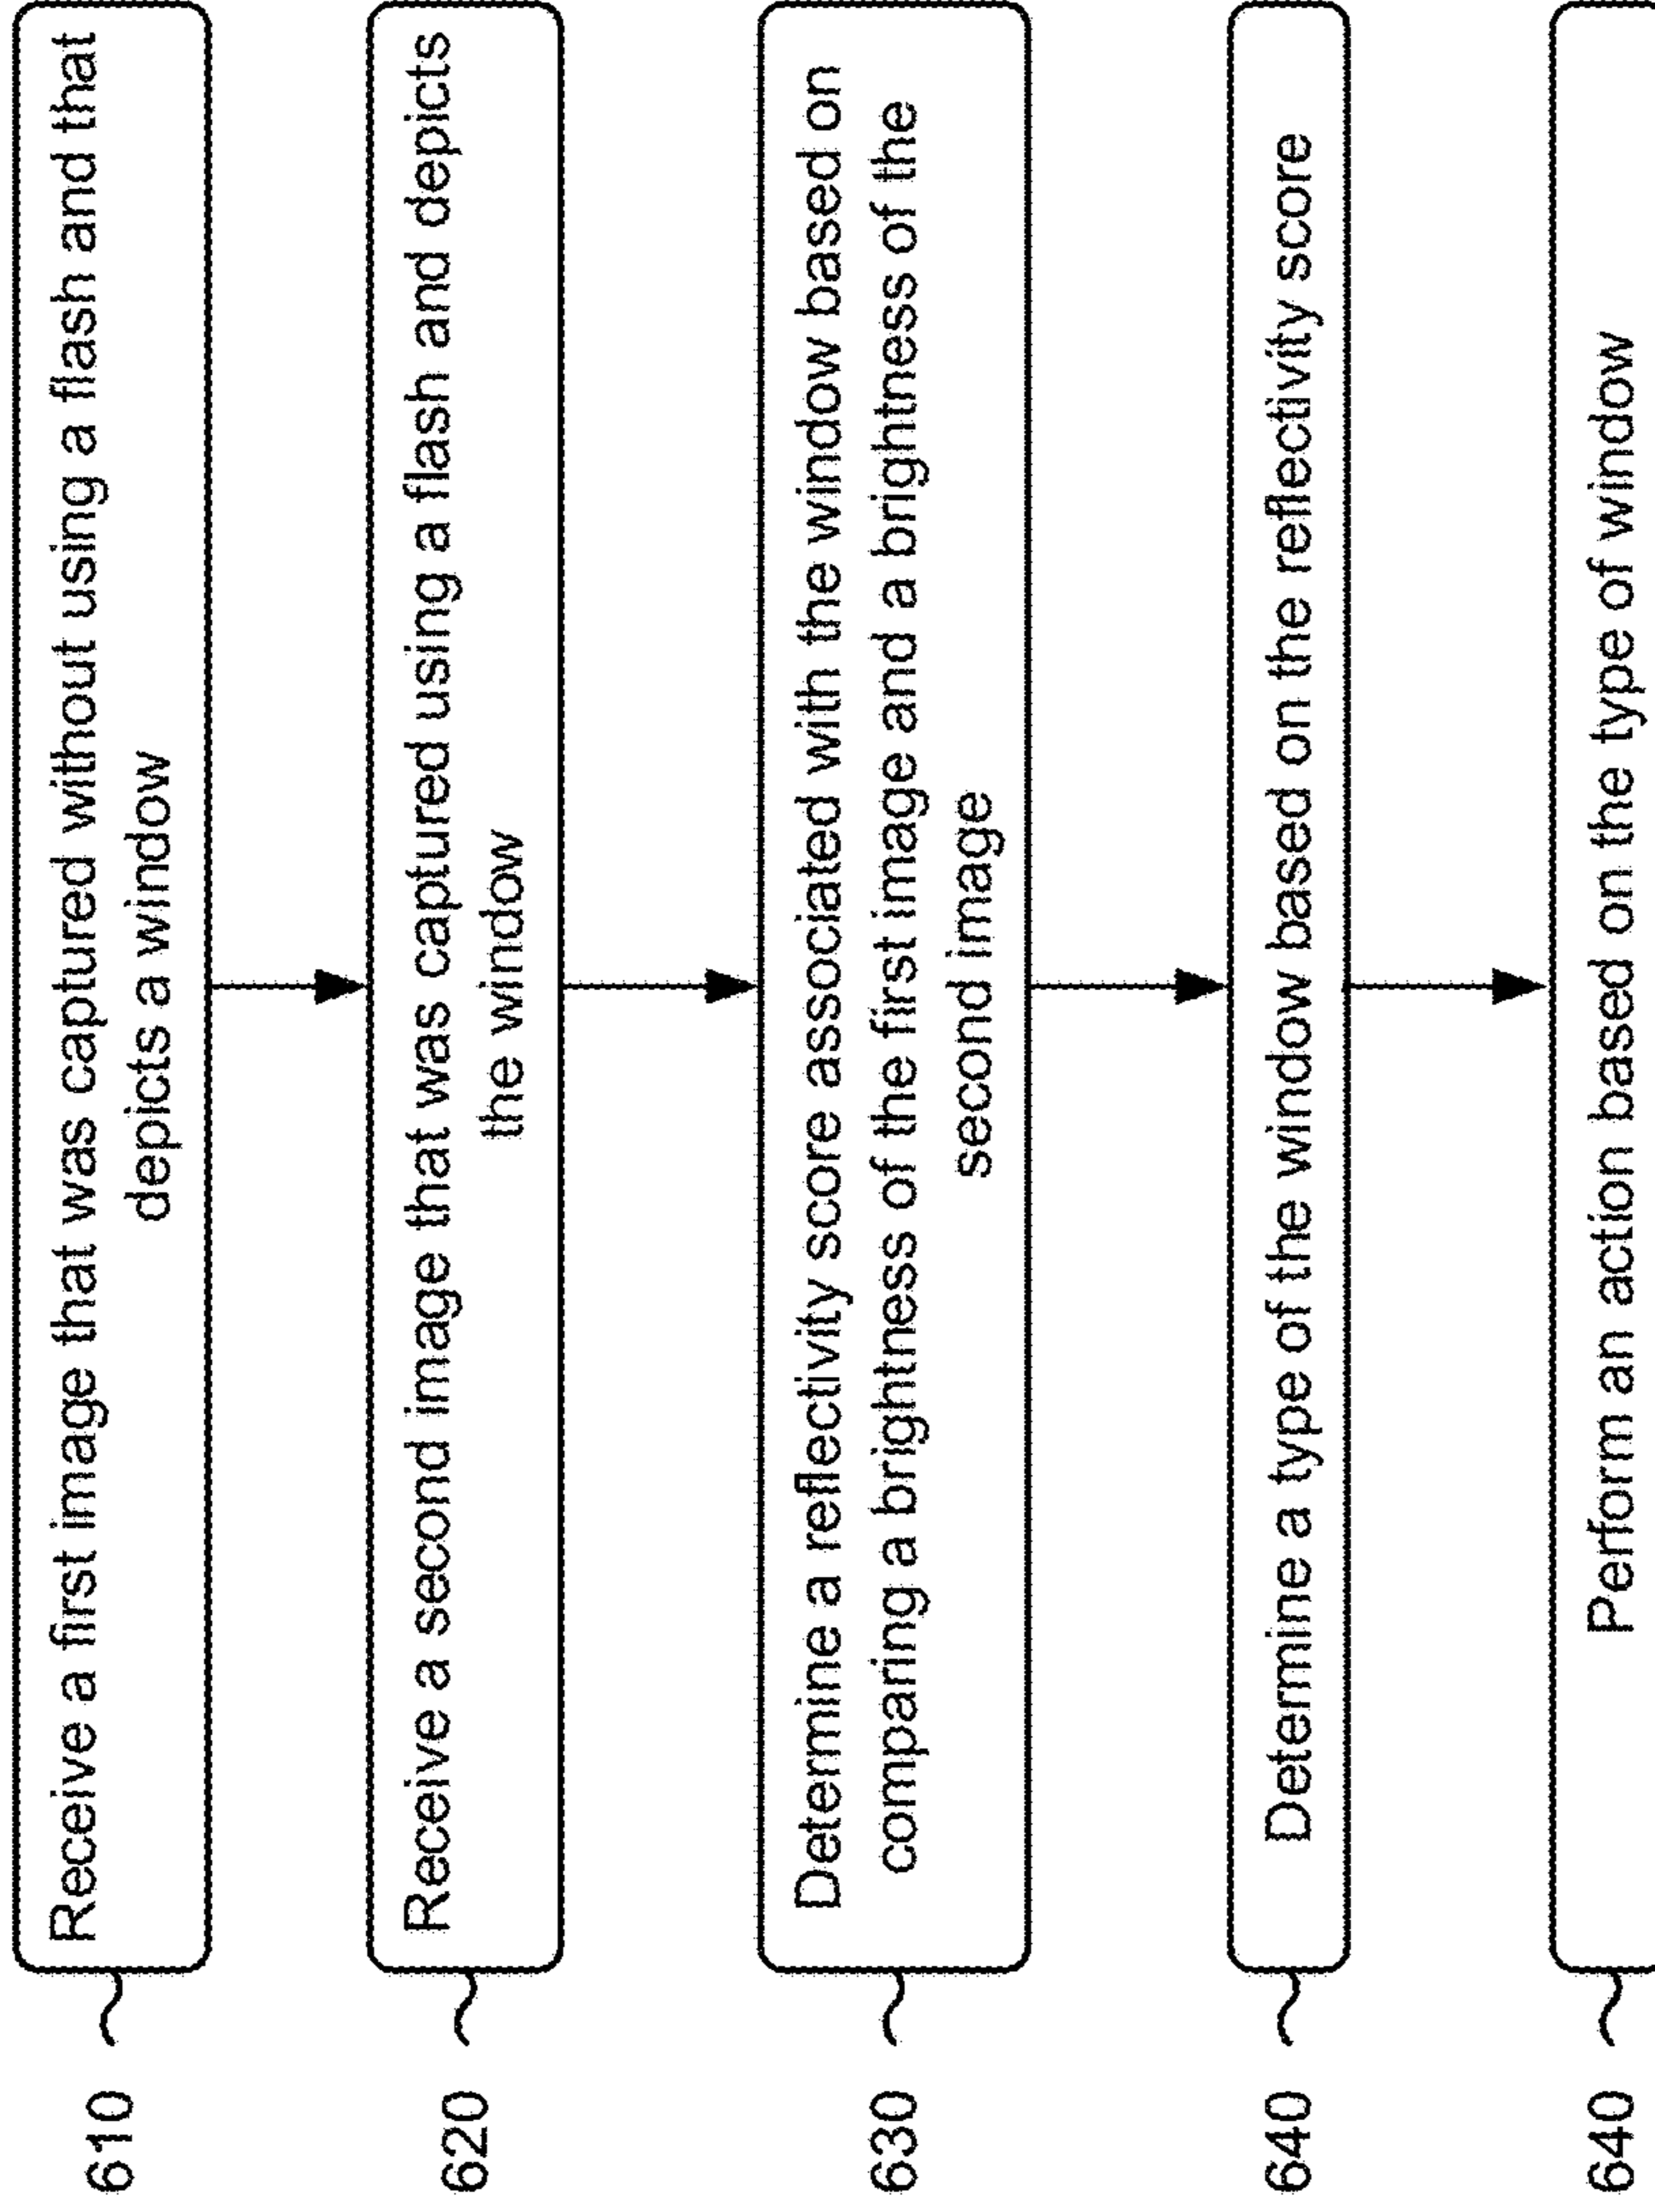 610
Receive a first image that was captured without using a flash and that
depicts a window
620
Receive a second image that was captured using a flash and depicts
the window
630
Determine a reflectivity score associated with the window based on
comparing a brightness of the first image and a brightness of the
second image
640
Determine a type of the window based on the reflectivity score
640
Perform an action based on the type of window